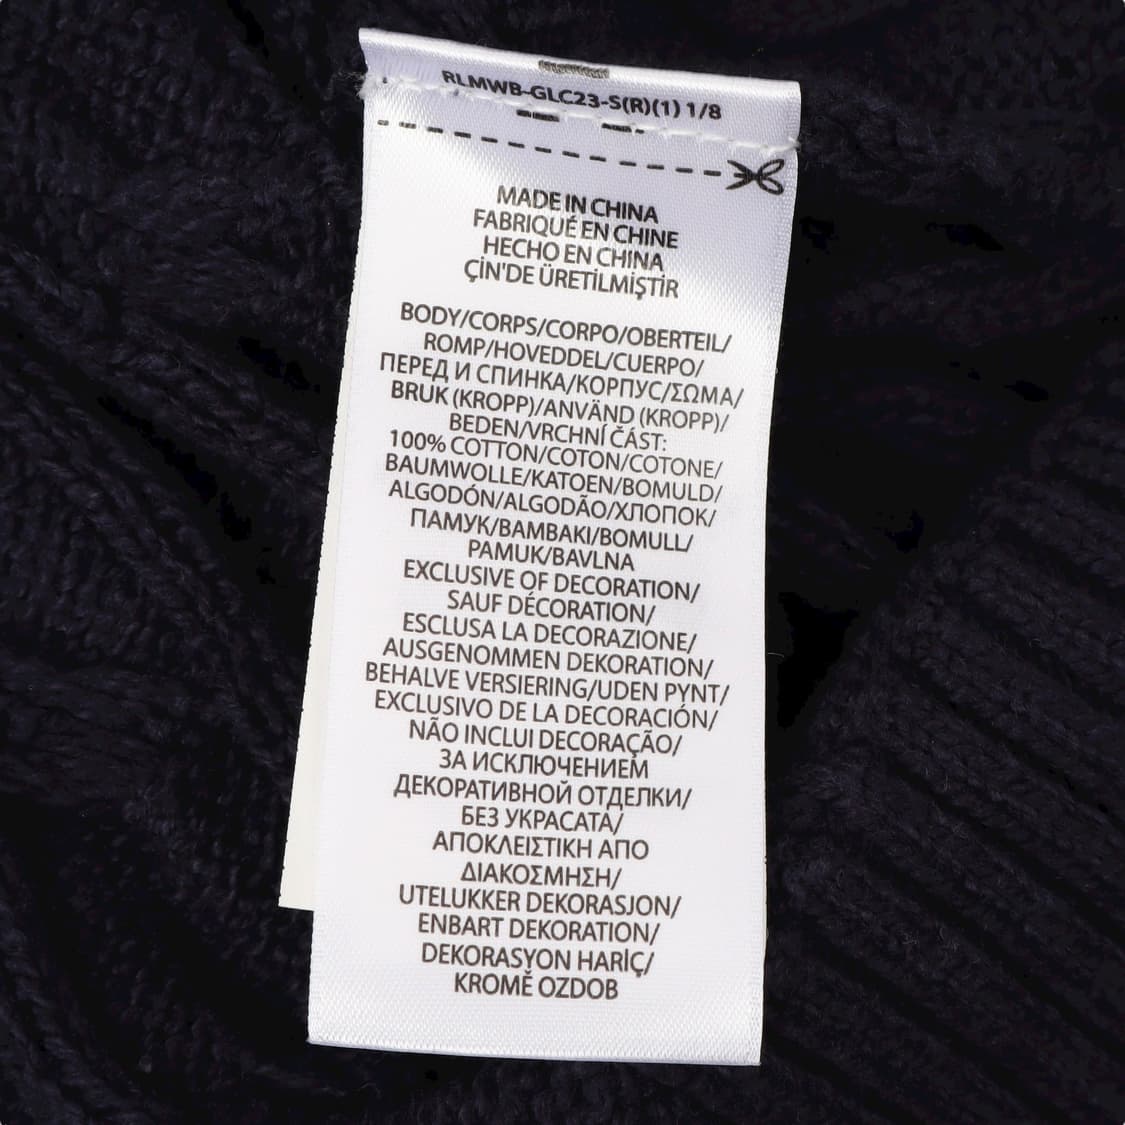 RLMWB-GLC23-S(R)(1) 1/8
MADE IN CHINA
FABRIQUÉ EN CHINE
HECHO EN CHINA
ÇİN'DE ÜRETİLMİŞTİR
BODY/CORPS/CORPO/OBERTEIL/
ROMP/HOVEDDEL/CUERPO/
ПЕРЕД И СПИНКА/КОРПУС/ΣΩΜΑ/
BRUK (KROPP)/ANVÄND (KROPP)/
BEDEN/VRCHNÍ ČÁST:
100% COTTON/COTON/COTONE/
BAUMWOLLE/KATOEN/BOMULD/
ALGODÓN/ALGODÃO/ХЛОПОК/
ПАМУК/ΒΑΜΒΑΚΙ/BOMULL/
PAMUK/BAVLNA
EXCLUSIVE OF DECORATION/
SAUF DÉCORATION/
ESCLUSA LA DECORAZIONE/
AUSGENOMMEN DEKORATION/
BEHALVE VERSIERING/UDEN PYNT/
EXCLUSIVO DE LA DECORACIÓN/
NÃO INCLUI DECORAÇÃO/
ЗА ИСКЛЮЧЕНИЕМ
ДЕКОРАТИВНОЙ ОТДЕЛКИ/
БЕЗ УКРАСАТА/
ΑΠΟΚΛΕΙΣΤΙΚΗ ΑΠΟ
ΔΙΑΚΟΣΜΗΣΗ/
UTELUKKER DEKORASJON/
ENBART DEKORATION/
DEKORASYON HARİÇ/
KROMĚ OZDOB